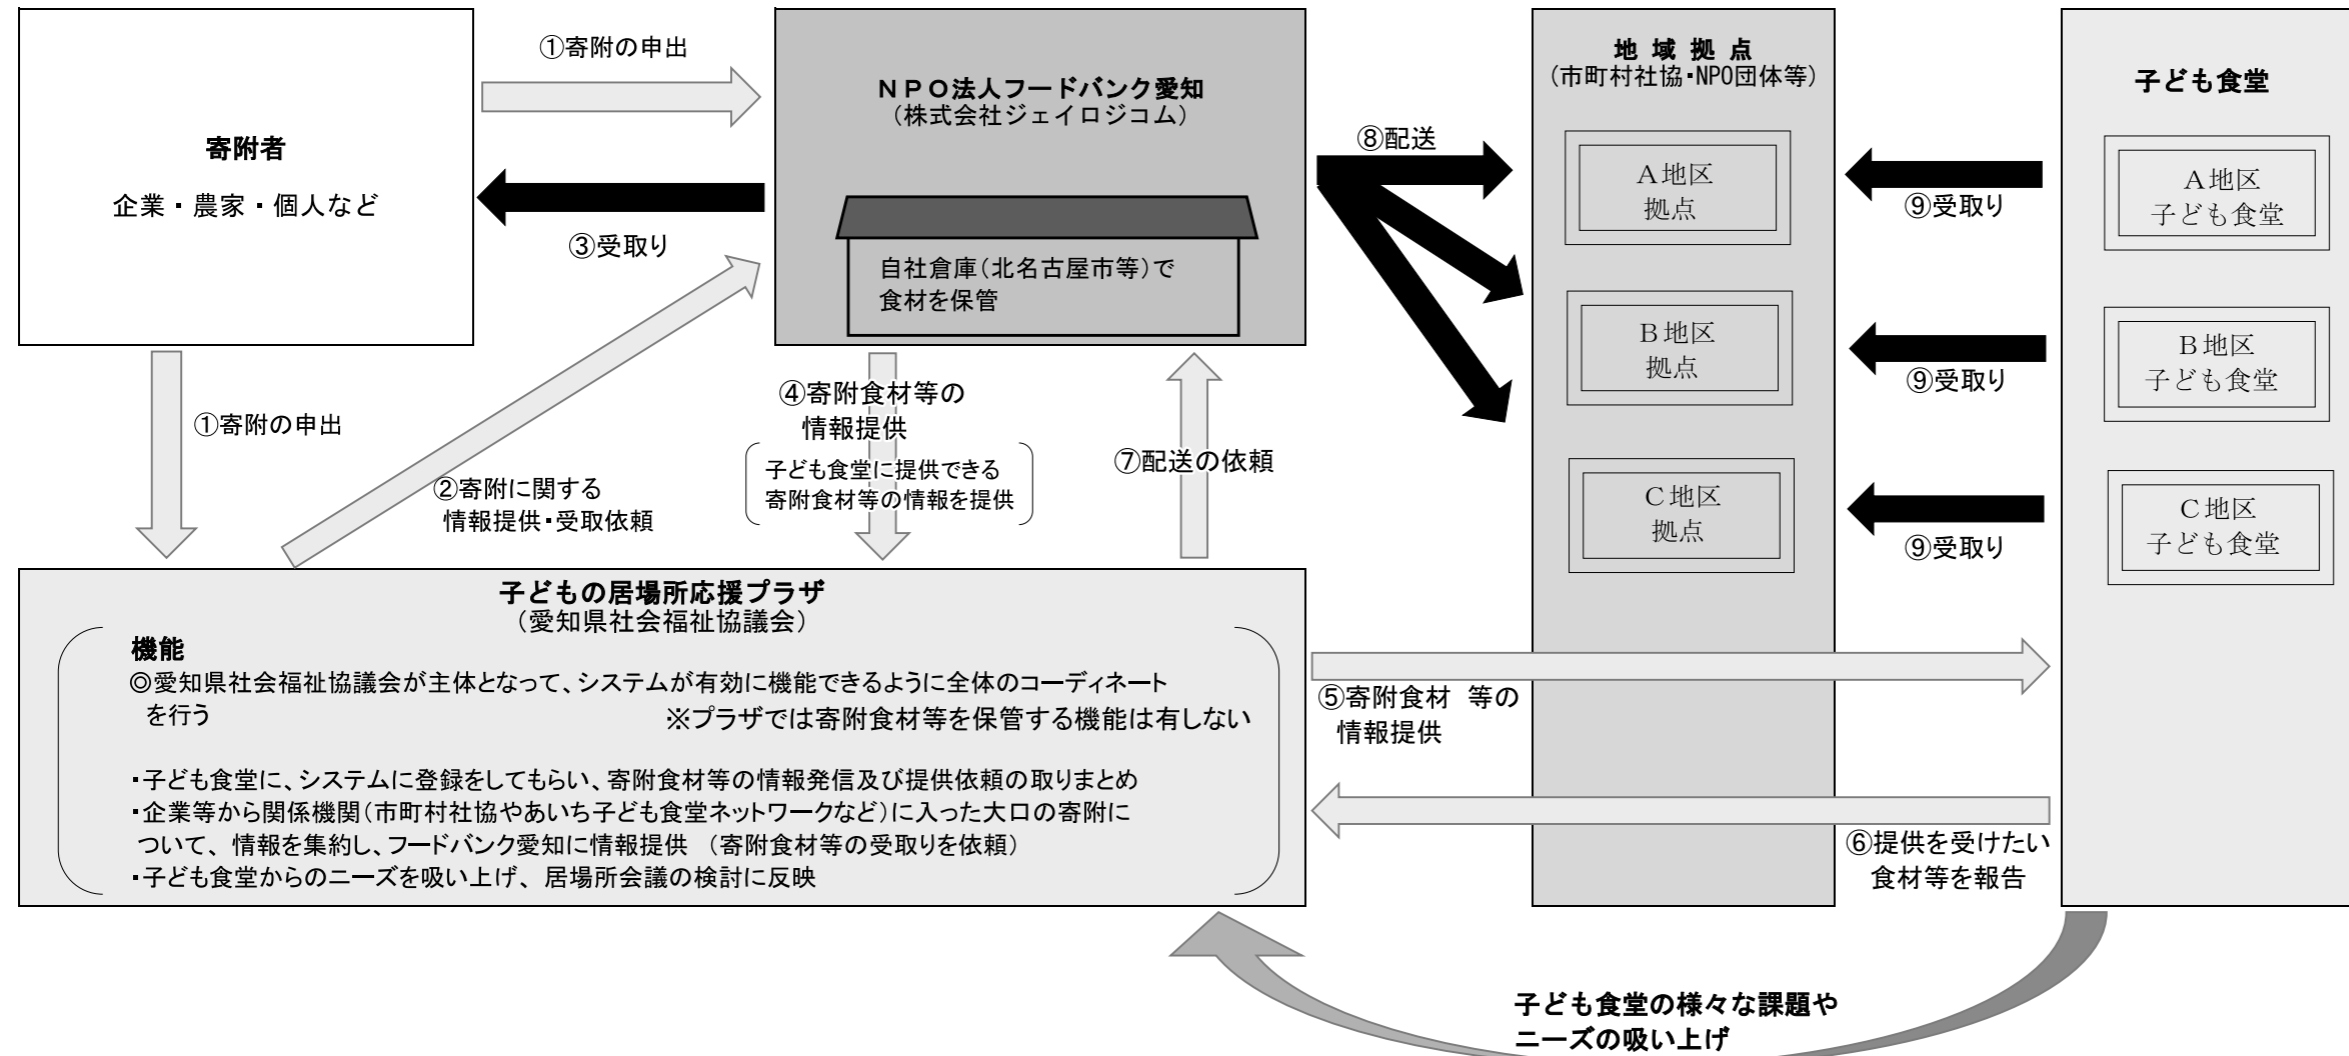 ①寄附の申出
寄附者
企業・農家・個人など
NPO法人フードバンク愛知
(株式会社ジェイロジコム)
自社倉庫(北名古屋市等)で
食材を保管
③受取り
⑧配送
地域拠点
(市町村社協・NPO団体等)
A地区
拠点
B地区
拠点
C地区
拠点
子ども食堂
A地区
子ども食堂
B地区
子ども食堂
C地区
子ども食堂
⑨受取り
⑨受取り
⑨受取り
①寄附の申出
②寄附に関する
情報提供・受取依頼
④寄附食材等の
情報提供
子ども食堂に提供できる
寄附食材等の情報を提供
⑦配送の依頼
子どもの居場所応援プラザ
(愛知県社会福祉協議会)
機能
◎愛知県社会福祉協議会が主体となって、システムが有効に機能できるように全体のコーディネート
を行う
※プラザでは寄附食材等を保管する機能は有しない
・子ども食堂に、システムに登録をしてもらい、寄附食材等の情報発信及び提供依頼の取りまとめ
・企業等から関係機関(市町村社協やあいち子ども食堂ネットワークなど)に入った大口の寄附に
ついて、情報を集約し、フードバンク愛知に情報提供 (寄附食材等の受取りを依頼)
・子ども食堂からのニーズを吸い上げ、居場所会議の検討に反映
⑤寄附食材 等の
情報提供
⑥提供を受けたい
食材等を報告
子ども食堂の様々な課題や
ニーズの吸い上げ